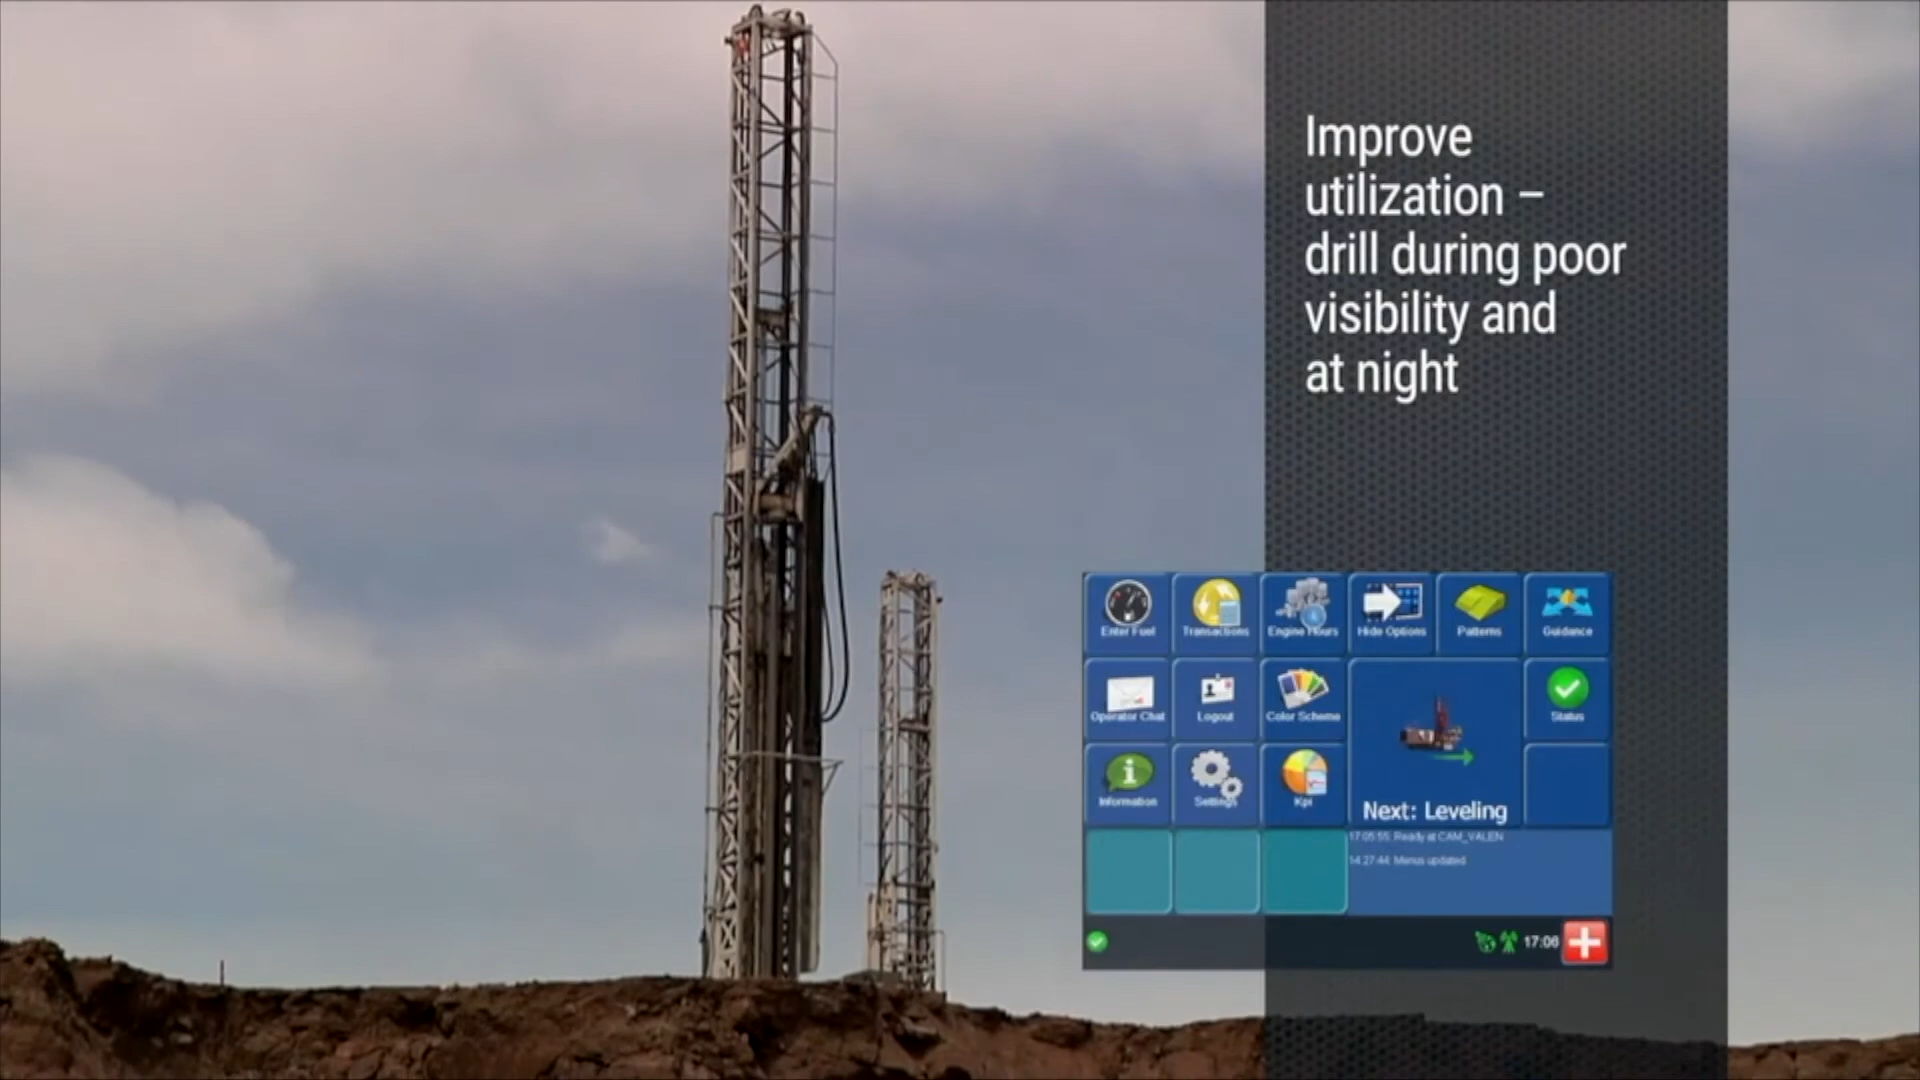 Improve
utilization –
drill during poor
visibility and
at night
Enter Fuel
Transactions
Engine Hours
Hide Options
Patterns
Guidance
Operator Chat
Logout
Color Scheme
Status
Information
Settings
Kpi
Next: Leveling
17:05:55: Ready at CAM_VALEN
14:27:44: Menus updated.
17:06